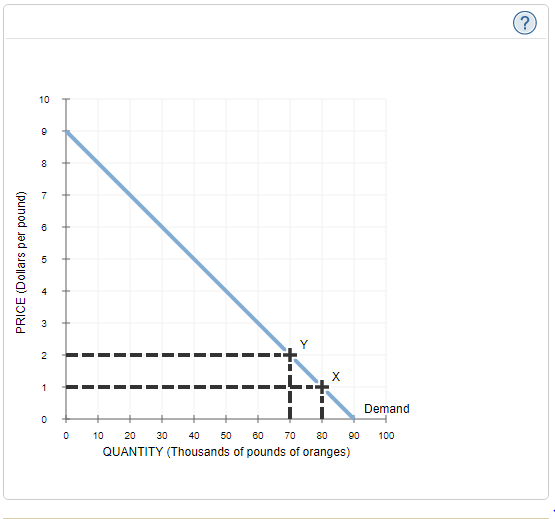 ?
10
9
8
7
6
5
4
3
2
1
0
PRICE (Dollars per pound)
Y
X
Demand
0 10 20 30 40 50 60 70 80 90 100
QUANTITY (Thousands of pounds of oranges)